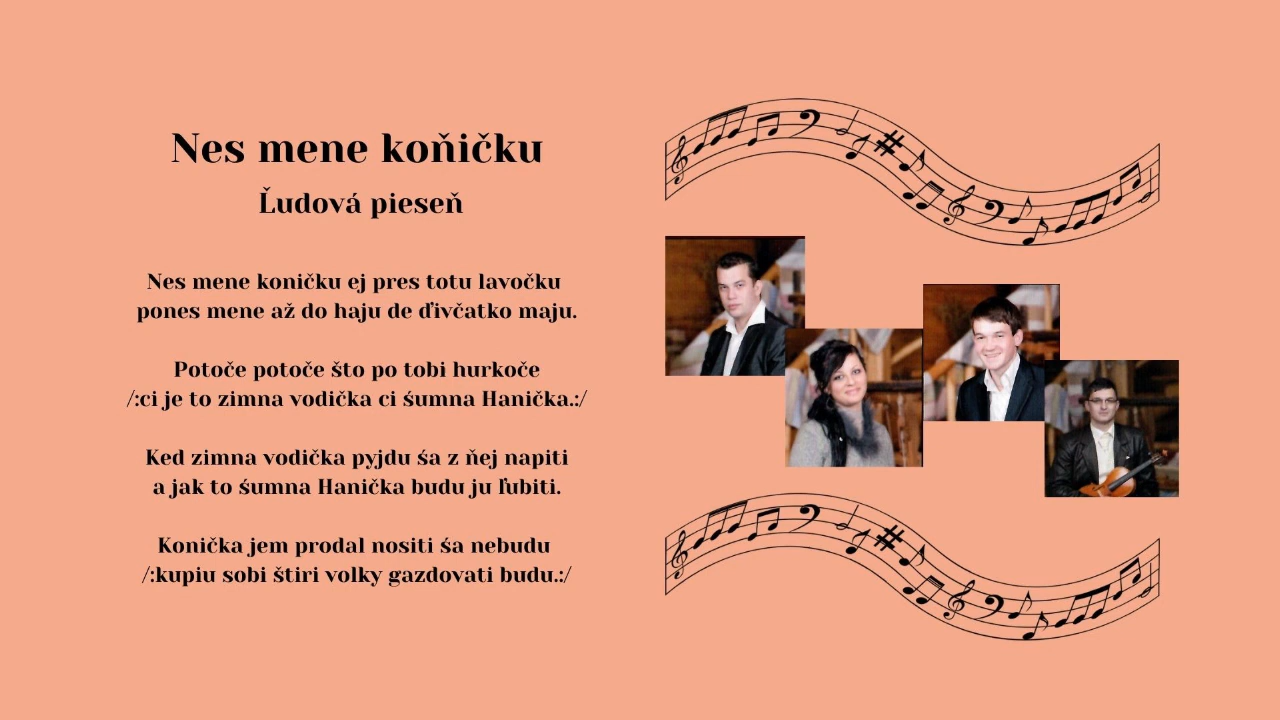 Nes mene koňičku
Ľudová pieseň
Nes mene koničku ej pres totu lavočku
pones mene až do haju de ďivčatko maju.
Potoče potoče što po tobi hurkoče
/:ci je to zimna vodička ci śumna Hanička.:/
Ked zimna vodička pyjdu śa z ňej napiti
a jak to śumna Hanička budu ju ľubiti.
Konička jem prodal nositi śa nebudu
/:kupiu sobi štiri volky gazdovati budu.:/